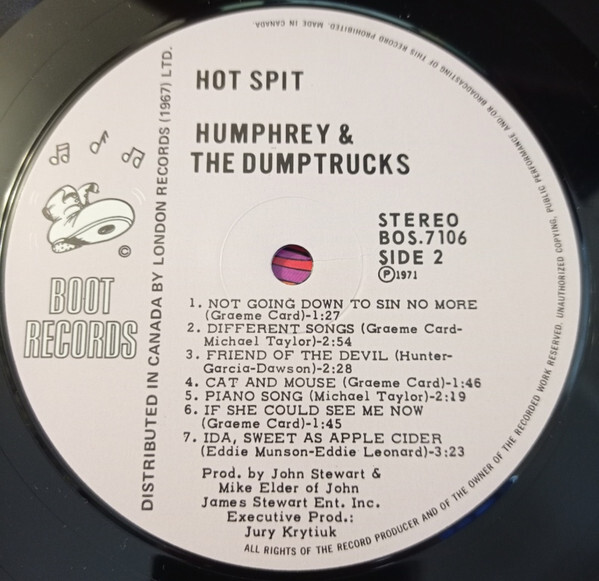 HOT SPIT
HUMPHREY &
THE DUMPTRUCKS
STEREO
BOS.7106
SIDE 2
Ⓟ1971
©
BOOT
RECORDS
DISTRIBUTED IN CANADA BY LONDON RECORDS (1967) LTD.
1. NOT GOING DOWN TO SIN NO MORE
(Graeme Card)-1:27
2. DIFFERENT SONGS (Graeme Card-
Michael Taylor)-2:54
3. FRIEND OF THE DEVIL (Hunter-
Garcia-Dawson)-2:28
4. CAT AND MOUSE (Graeme Card)-1:46
5. PIANO SONG (Michael Taylor)-2:19
6. IF SHE COULD SEE ME NOW
(Graeme Card)-1:45
7. IDA, SWEET AS APPLE CIDER
(Eddie Munson-Eddie Leonard)-3:23
Prod. by John Stewart &
Mike Elder of John
James Stewart Ent. Inc.
Executive Prod.:
Jury Krytiuk
ALL RIGHTS OF THE RECORD PRODUCER AND OF THE OWNER OF THE RECORDED WORK RESERVED. UNAUTHORIZED COPYING, PUBLIC PERFORMANCE AND/OR BROADCASTING OF THIS RECORD PROHIBITED. MADE IN CANADA.